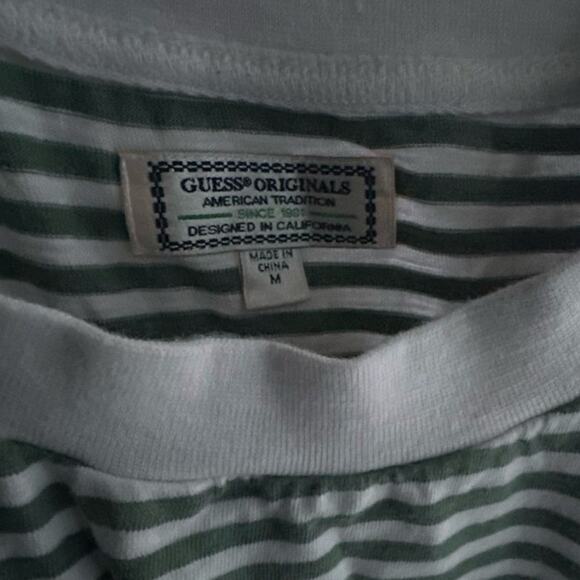 GUESS® ORIGINALS
AMERICAN TRADITION
SINCE 1981
DESIGNED IN CALIFORNIA
MADE IN
CHINA
M